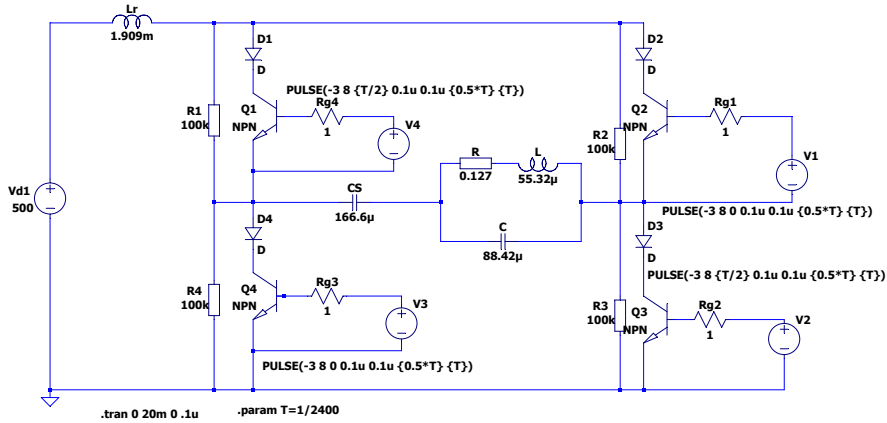 Lr
1.909m
D1
D
D2
D
PULSE(-3 8 {T/2} 0.1u 0.1u {0.5*T} {T})
R1
100k
Q1
NPN
Rg4
1
V4
R2
100k
Q2
NPN
Rg1
1
V1
R
0.127
L
55.32µ
Vd1
500
CS
166.6µ
C
88.42µ
PULSE(-3 8 0 0.1u 0.1u {0.5*T} {T})
D4
D
D3
D
PULSE(-3 8 {T/2} 0.1u 0.1u {0.5*T} {T})
R4
100k
Q4
NPN
Rg3
1
V3
R3
100k
Q3
NPN
Rg2
1
V2
PULSE(-3 8 0 0.1u 0.1u {0.5*T} {T})
.tran 0 20m 0 .1u
.param T=1/2400